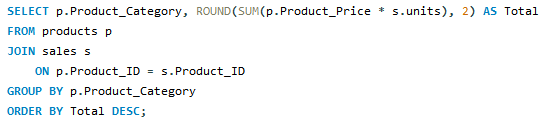 SELECT p.Product_Category, ROUND(SUM(p.Product_Price * s.units), 2) AS Total
FROM products p
JOIN sales s
    ON p.Product_ID = s.Product_ID
GROUP BY p.Product_Category
ORDER BY Total DESC;